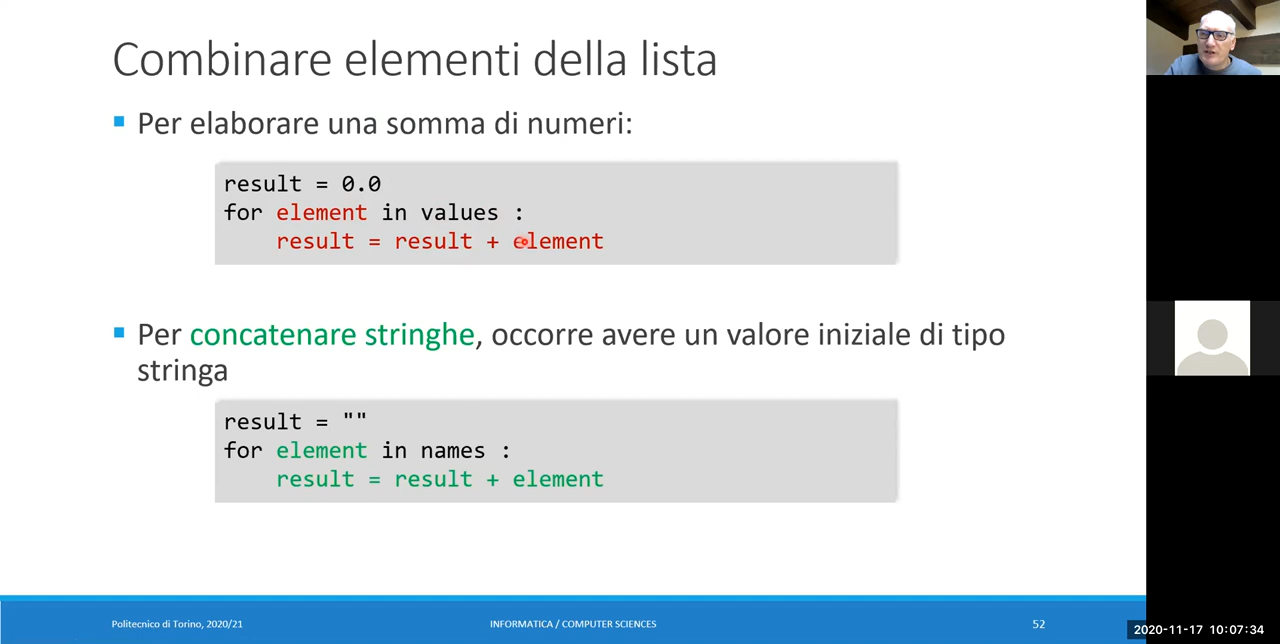 Combinare elementi della lista
Per elaborare una somma di numeri:
result = 0.0
for element in values :
result = result + element
Per concatenare stringhe, occorre avere un valore iniziale di tipo
stringa
result = ""
for element in names :
result = result + element
Politecnico di Torino, 2020/21
INFORMATICA / COMPUTER SCIENCES
52
2020-11-17 10:07:34